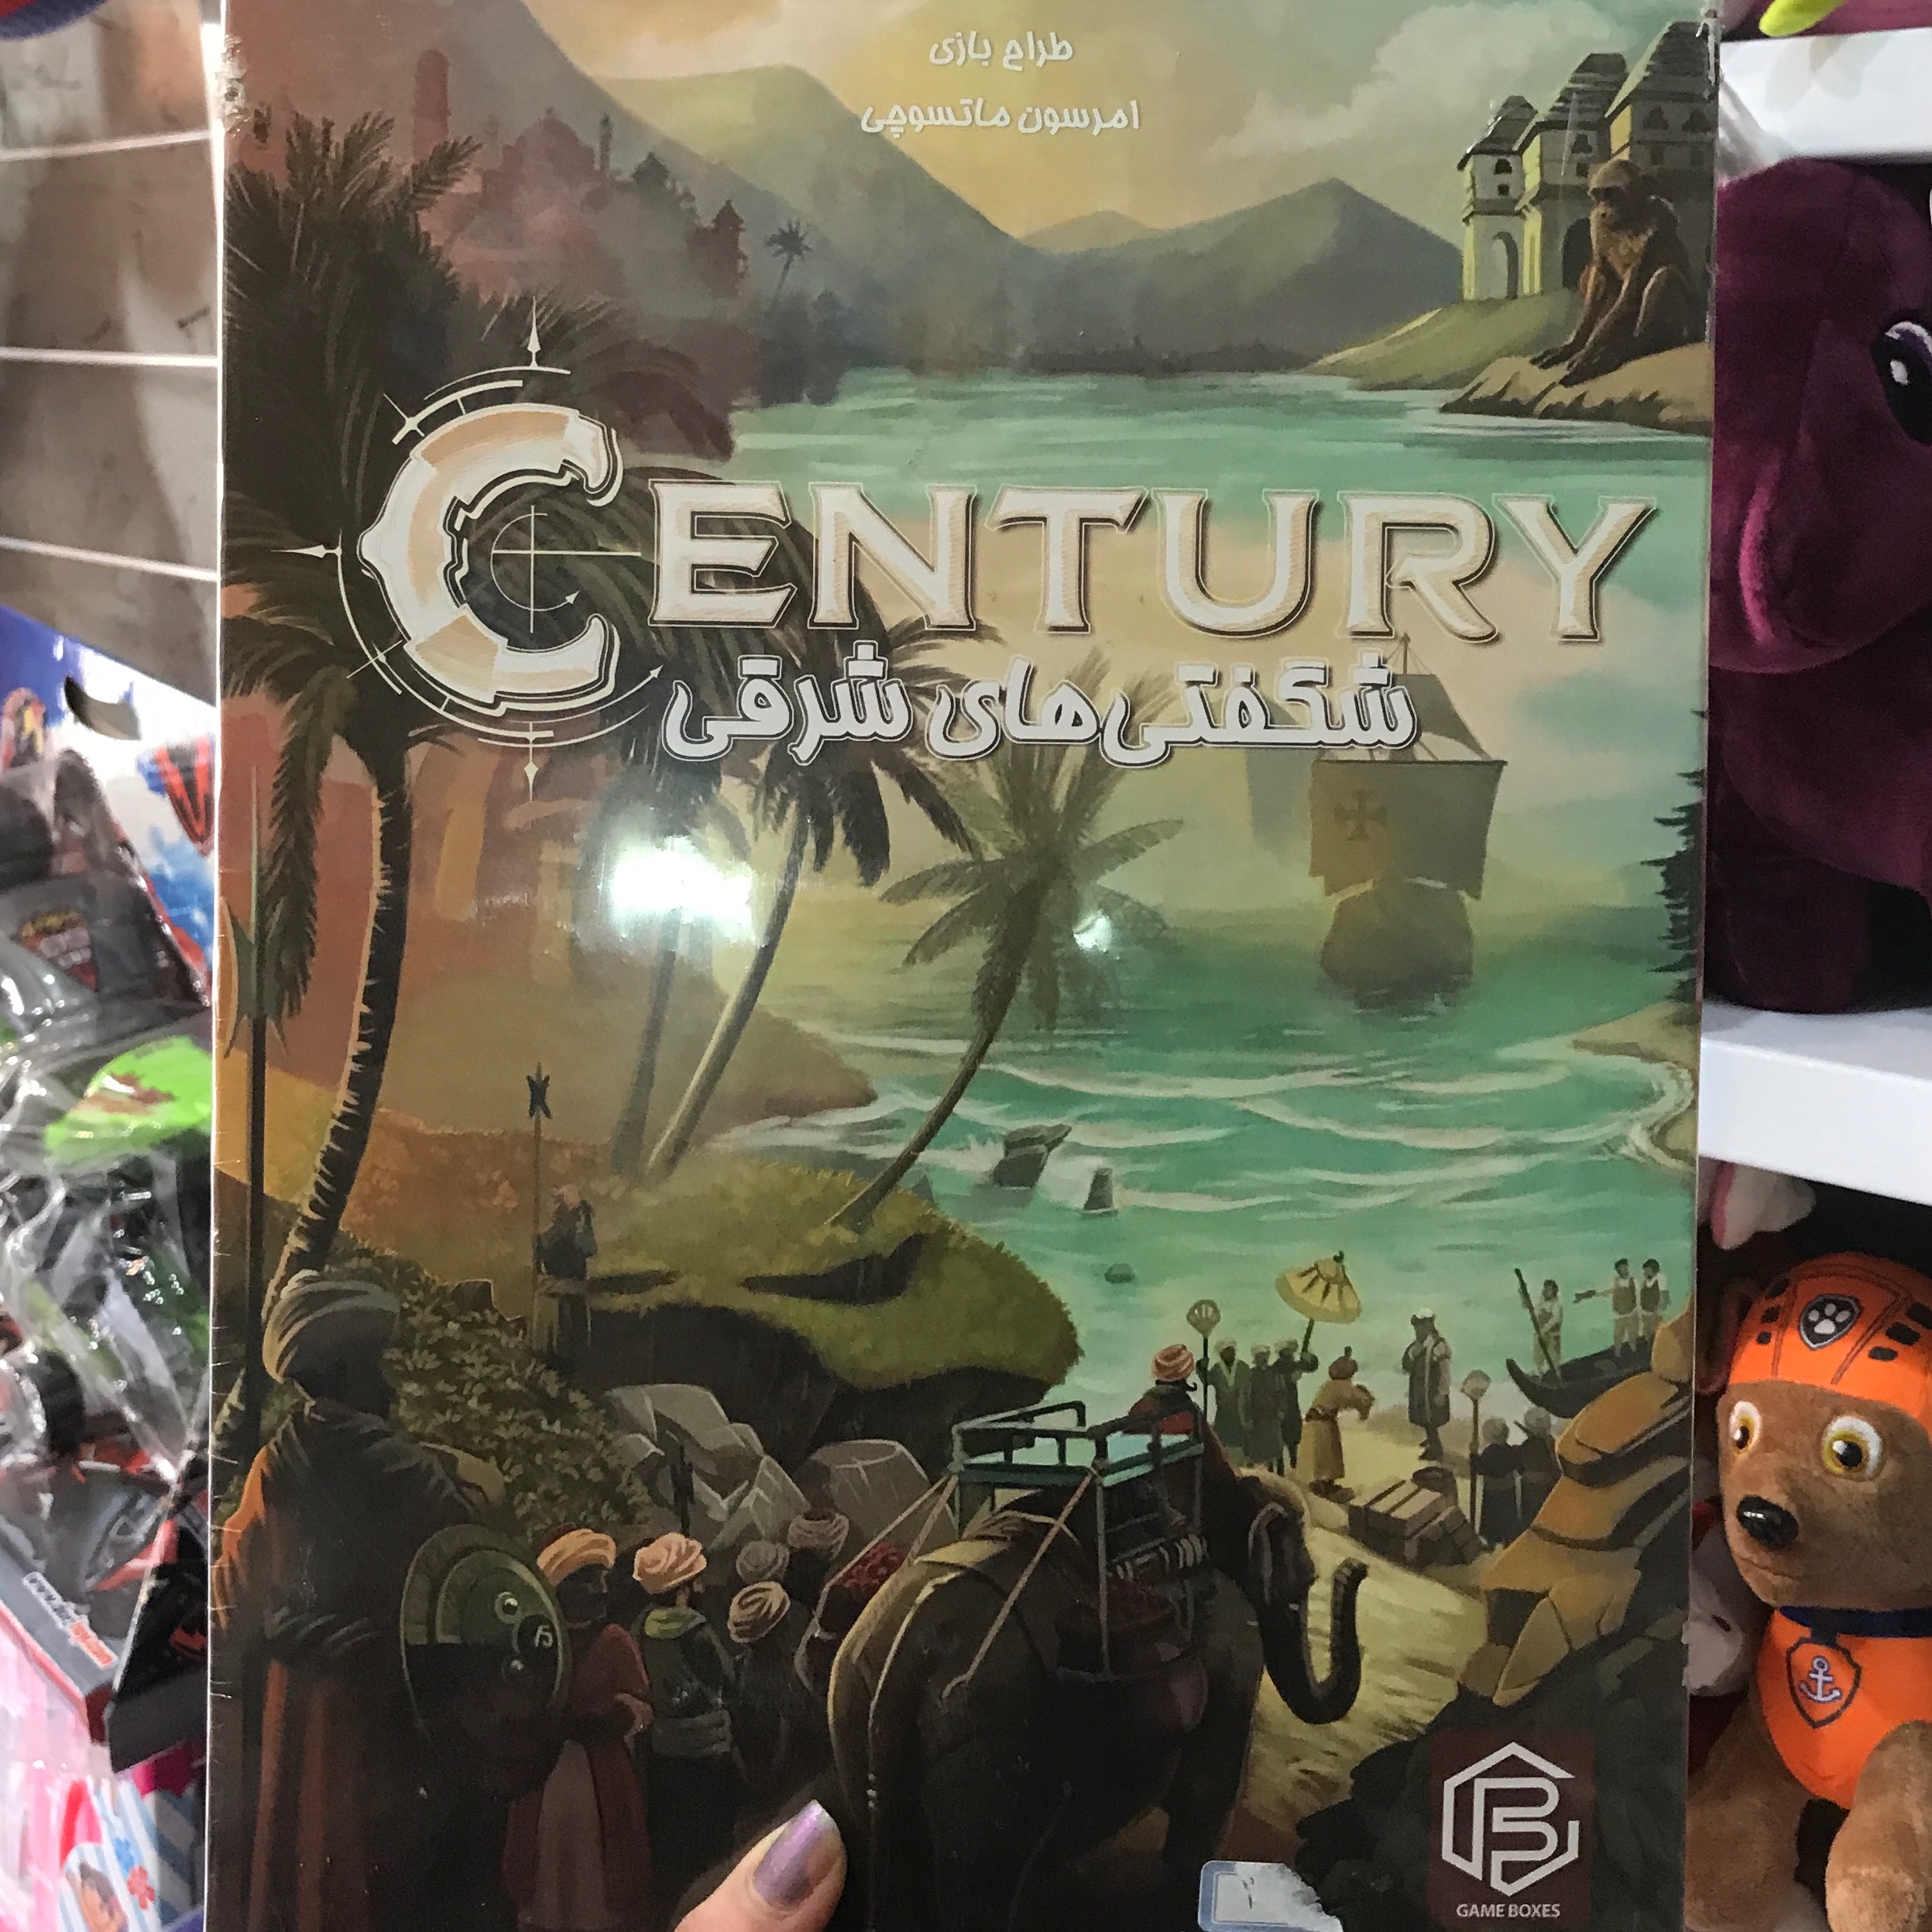 طراح بازی
امرسون ماتسوچی
CENTURY
شگفتی‌های شرقی
GAME BOXES